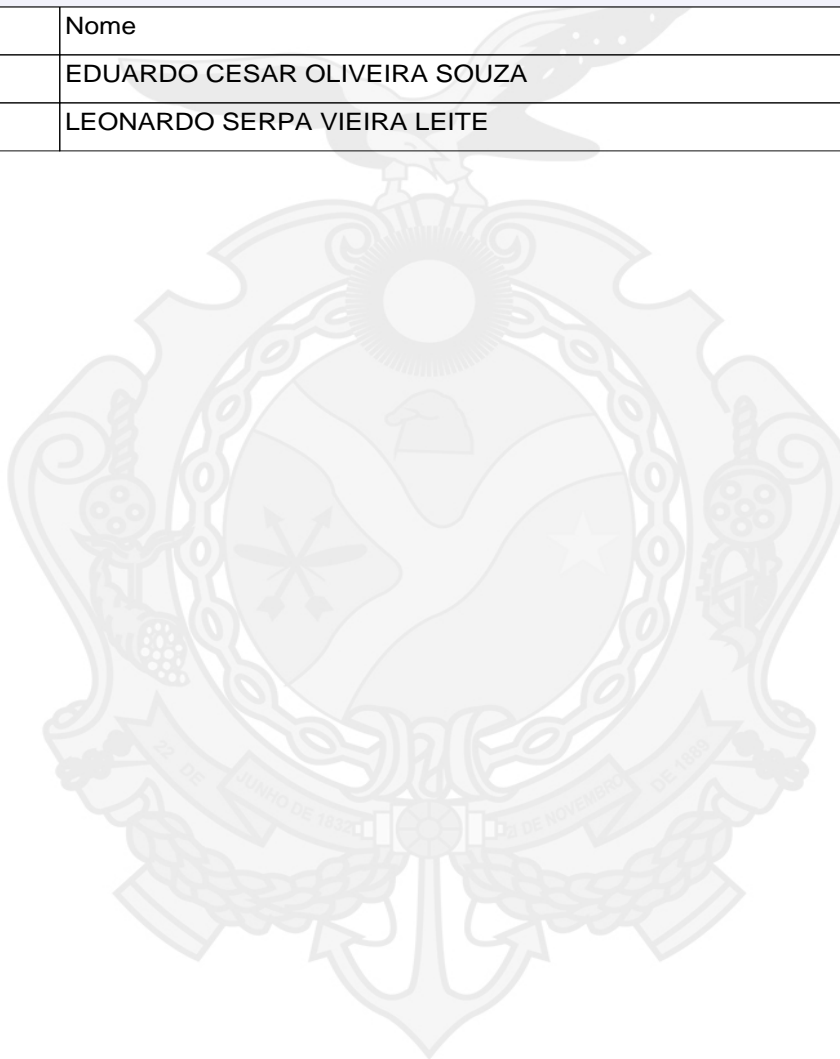 Nome
EDUARDO CESAR OLIVEIRA SOUZA
LEONARDO SERPA VIEIRA LEITE
22 DE
JUNHO DE 1832
DE NOVEMBRO
DE 1889